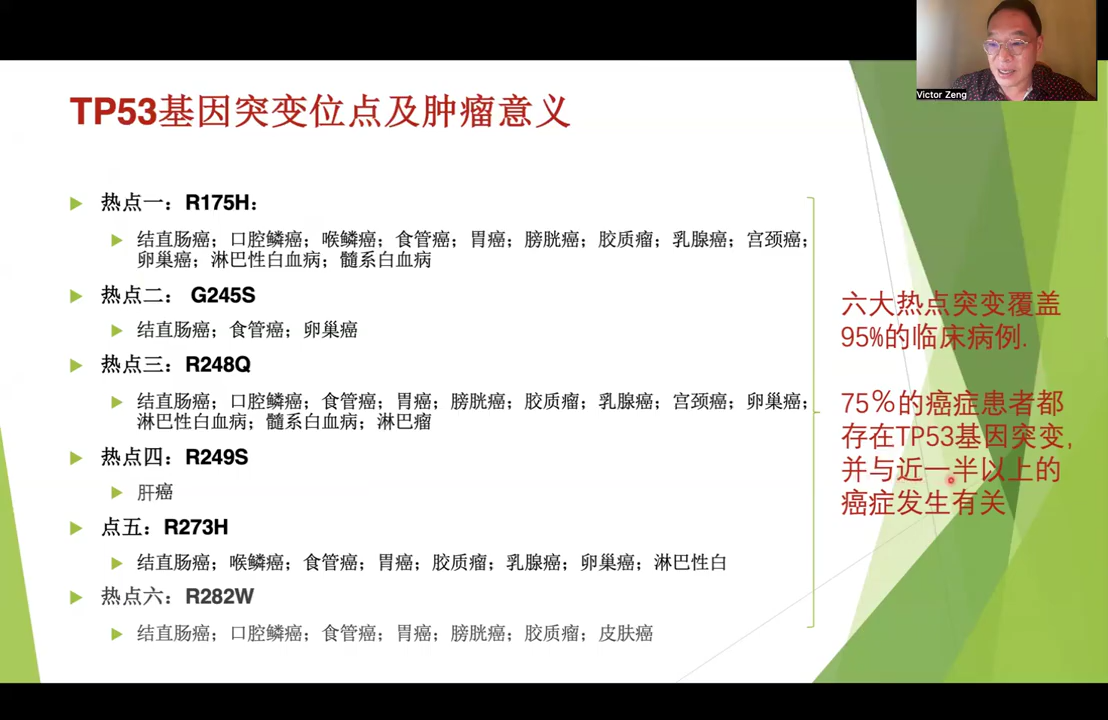 Victor Zeng
TP53基因突变位点及肿瘤意义
热点一：R175H：
结直肠癌；口腔鳞癌；喉鳞癌；食管癌；胃癌；膀胱癌；胶质瘤；乳腺癌；宫颈癌；
卵巢癌；淋巴性白血病；髓系白血病
热点二： G245S
结直肠癌；食管癌；卵巢癌
热点三：R248Q
结直肠癌；口腔鳞癌；食管癌；胃癌；膀胱癌；胶质瘤；乳腺癌；宫颈癌；卵巢癌；
淋巴性白血病；髓系白血病；淋巴瘤
热点四：R249S
肝癌
点五：R273H
结直肠癌；喉鳞癌；食管癌；胃癌；胶质瘤；乳腺癌；卵巢癌；淋巴性白
热点六：R282W
结直肠癌；口腔鳞癌；食管癌；胃癌；膀胱癌；胶质瘤；皮肤癌
六大热点突变覆盖
95%的临床病例.
75％的癌症患者都
存在TP53基因突变,
并与近一半以上的
癌症发生有关